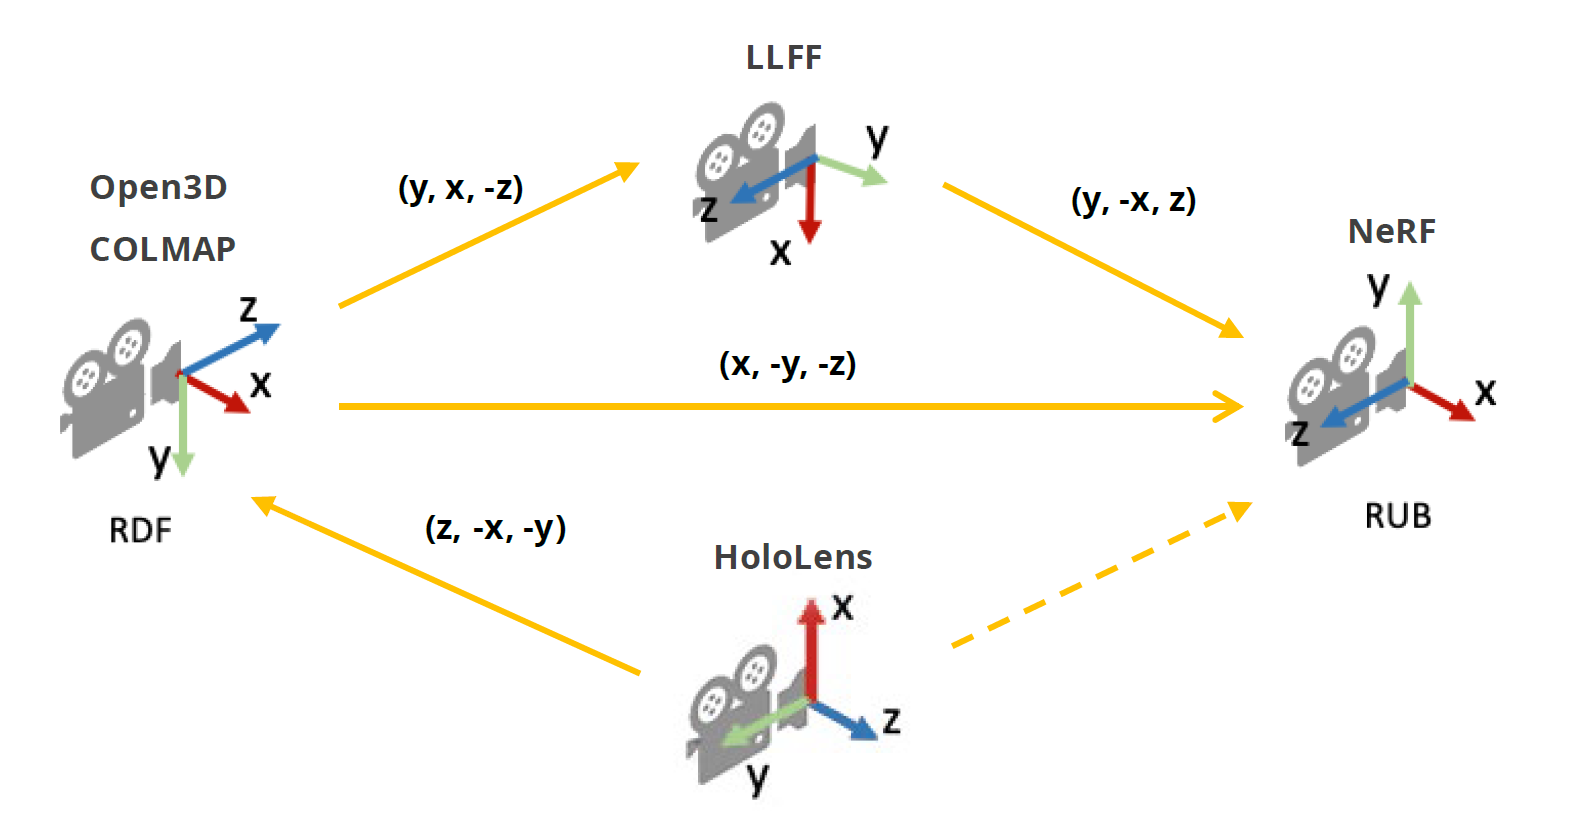 LLFF
y
z
x
(y, x, -z)
(y, -x, z)
Open3D
COLMAP
z
x
y
RDF
(x, -y, -z)
NeRF
y
x
z
RUB
(z, -x, -y)
HoloLens
x
z
y